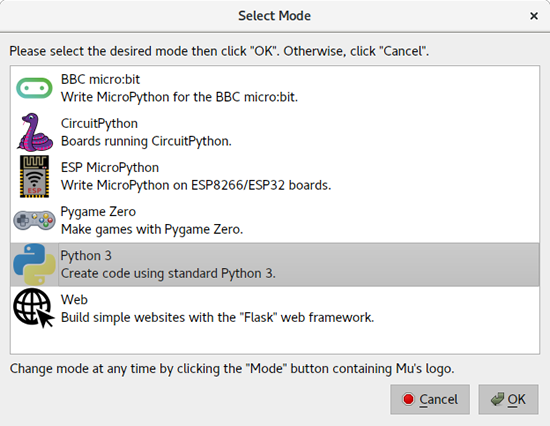 Select Mode
Please select the desired mode then click "OK". Otherwise, click "Cancel".
BBC micro:bit
Write MicroPython for the BBC micro:bit.
CircuitPython
Boards running CircuitPython.
ESP MicroPython
Write MicroPython on ESP8266/ESP32 boards.
ESP
Pygame Zero
Make games with Pygame Zero.
Python 3
Create code using standard Python 3.
Web
Build simple websites with the "Flask" web framework.
Change mode at any time by clicking the "Mode" button containing Mu's logo.
Cancel
OK